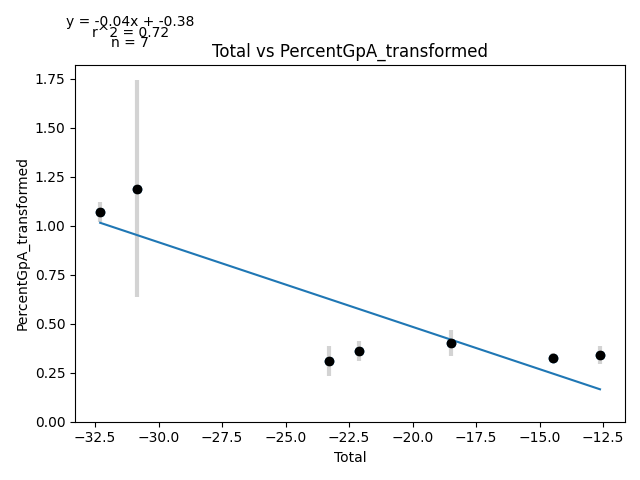 y = -0.04x + -0.38
r^2 = 0.72
n = 7
Total vs PercentGpA_transformed
PercentGpA_transformed
1.75
1.50
1.25
1.00
0.75
0.50
0.25
0.00
−32.5 −30.0 −27.5 −25.0 −22.5 −20.0 −17.5 −15.0 −12.5
Total